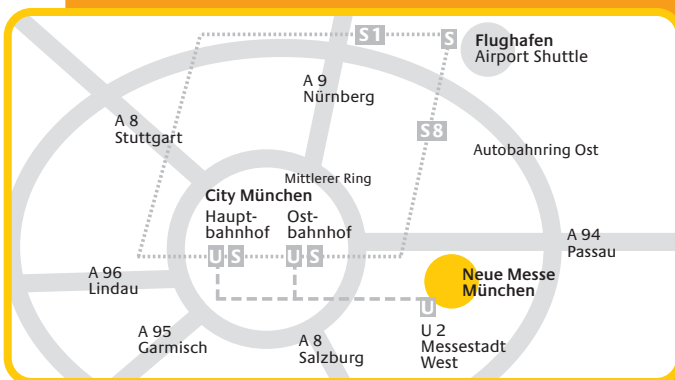 S1
S
Flughafen
Airport Shuttle
A 9
Nürnberg
A 8
Stuttgart
S8
Autobahnring Ost
Mittlerer Ring
City München
Haupt-
bahnhof
Ost-
bahnhof
U S
U S
A 94
Passau
A 96
Lindau
Neue Messe
München
U
U 2
Messestadt
West
A 95
Garmisch
A 8
Salzburg